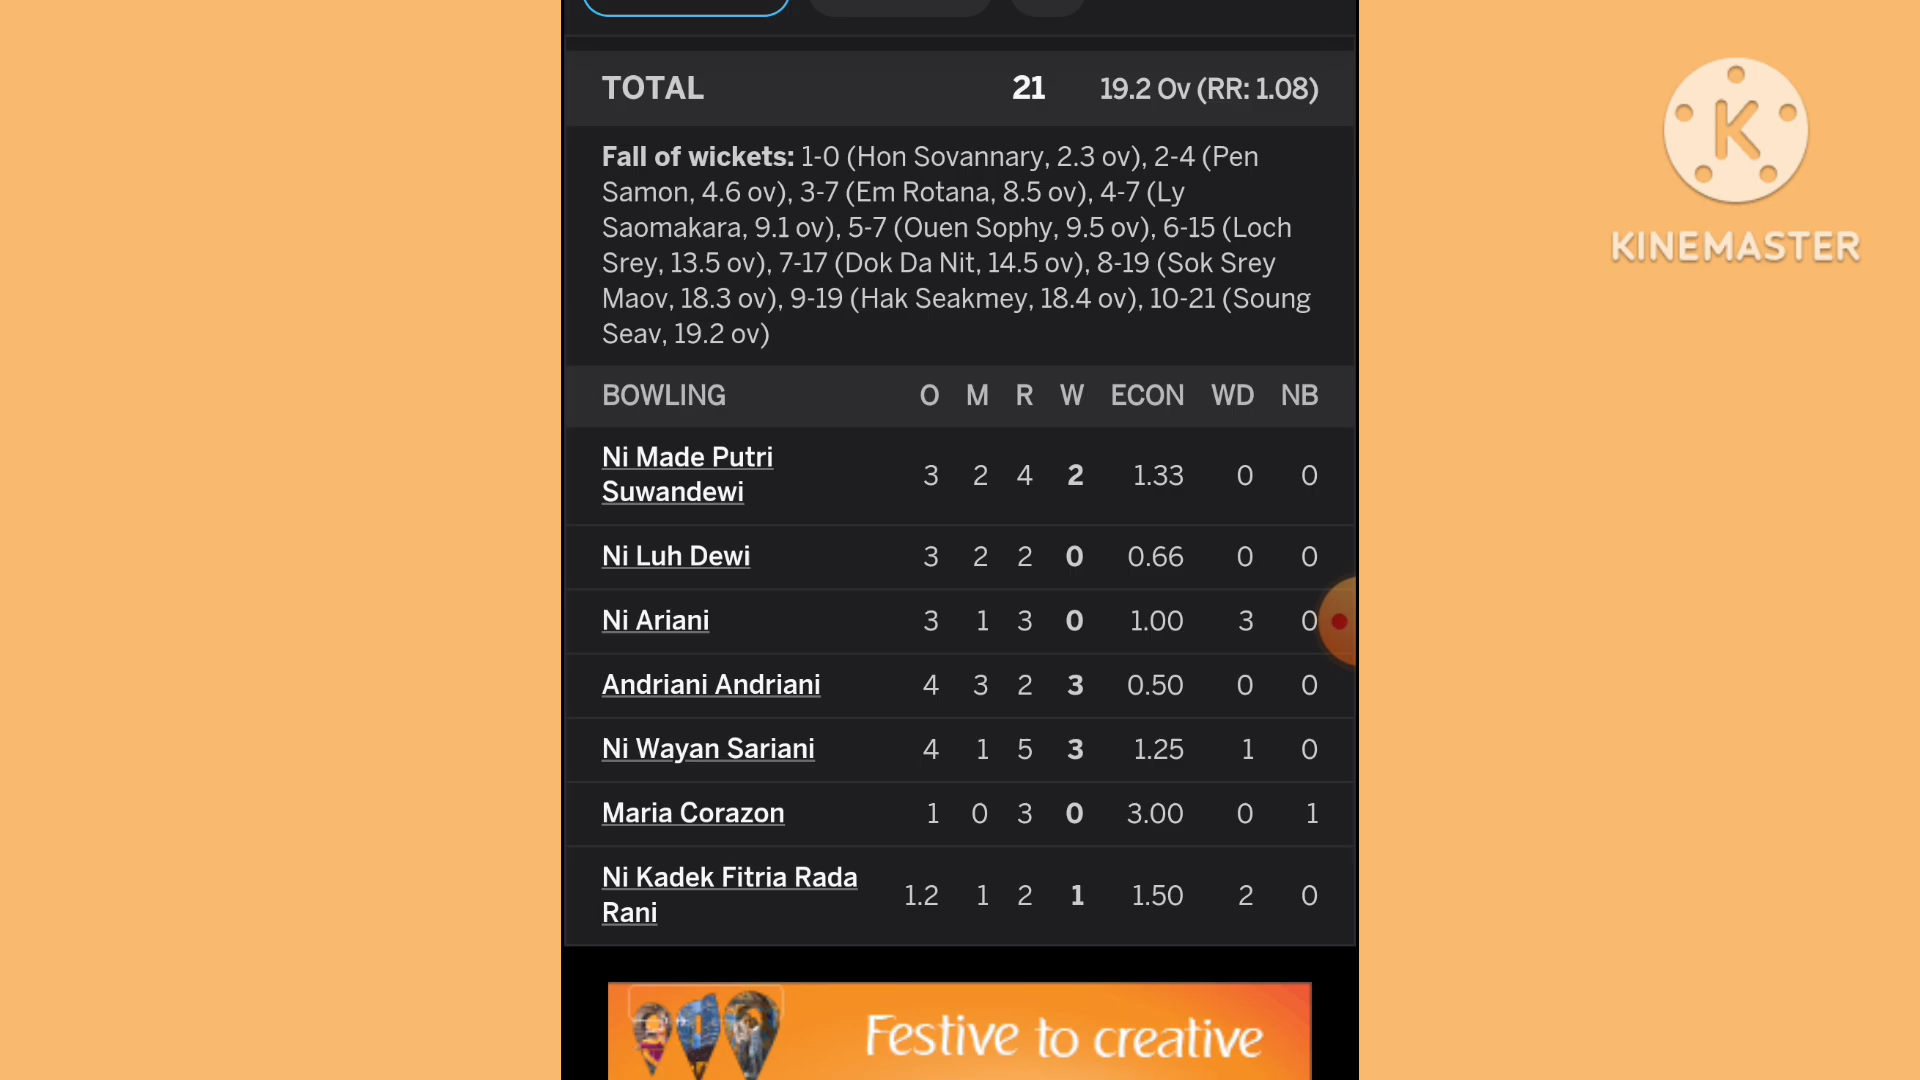 TOTAL 21 19.2 Ov (RR: 1.08)
Fall of wickets: 1-0 (Hon Sovannary, 2.3 ov), 2-4 (Pen
Samon, 4.6 ov), 3-7 (Em Rotana, 8.5 ov), 4-7 (Ly
Saomakara, 9.1 ov), 5-7 (Ouen Sophy, 9.5 ov), 6-15 (Loch
Srey, 13.5 ov), 7-17 (Dok Da Nit, 14.5 ov), 8-19 (Sok Srey
Maov, 18.3 ov), 9-19 (Hak Seakmey, 18.4 ov), 10-21 (Soung
Seav, 19.2 ov)
BOWLING O M R W ECON WD NB
Ni Made Putri
Suwandewi 3 2 4 2 1.33 0 0
Ni Luh Dewi 3 2 2 0 0.66 0 0
Ni Ariani 3 1 3 0 1.00 3 0
Andriani Andriani 4 3 2 3 0.50 0 0
Ni Wayan Sariani 4 1 5 3 1.25 1 0
Maria Corazon 1 0 3 0 3.00 0 1
Ni Kadek Fitria Rada
Rani 1.2 1 2 1 1.50 2 0
Festive to creative
K
KINEMASTER